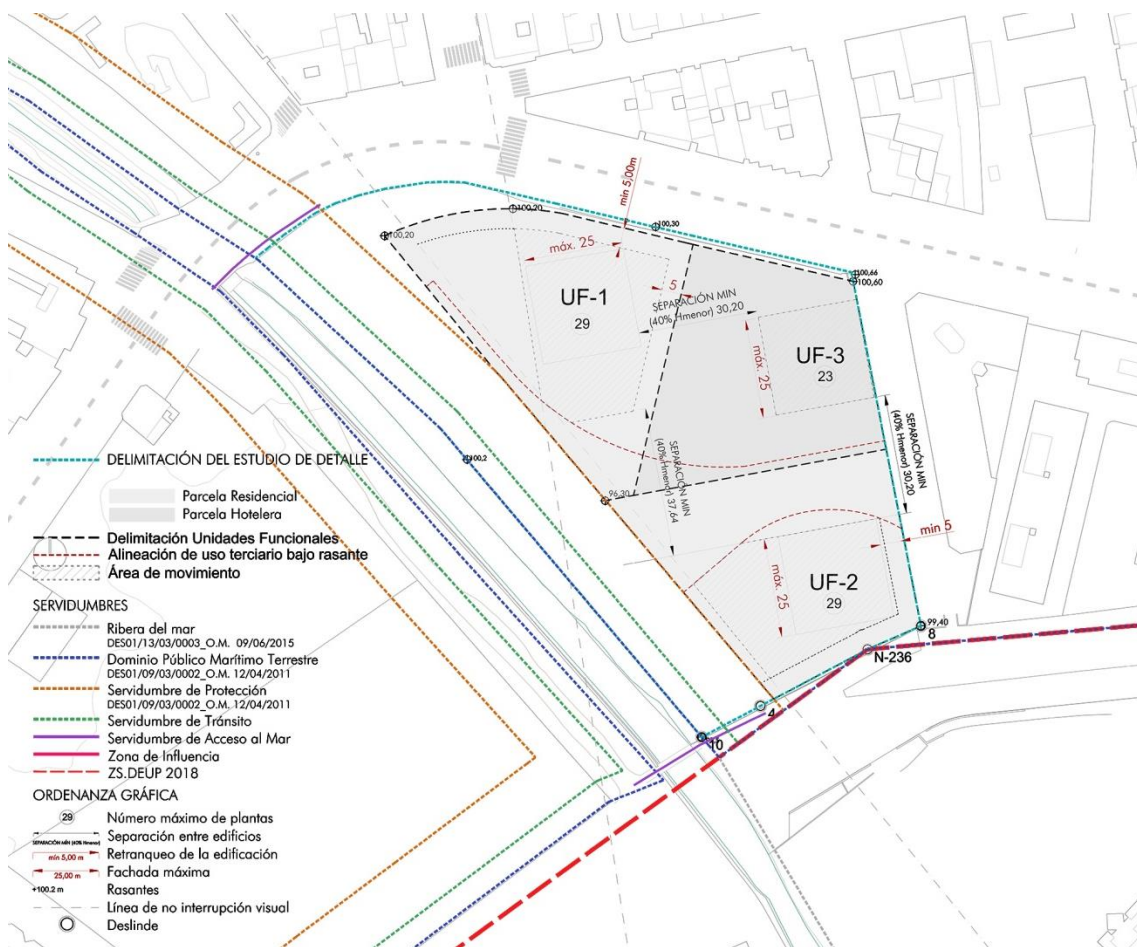 min 5,00m
100,20
100,30
100,20
100,66
100,60
máx. 25
5
UF-1
29
SEPARACIÓN MIN
(40% Hmenor) 30,20
UF-3
23
máx. 25
SEPARACIÓN MIN
(40% Hmenor) 30,20
SEPARACIÓN MIN
(40%Hmenor) 37,64
+100,2
96,30
min 5
máx. 25
UF-2
29
99,40
8
N-236
4
10
DELIMITACIÓN DEL ESTUDIO DE DETALLE
Parcela Residencial
Parcela Hotelera
Delimitación Unidades Funcionales
Alineación de uso terciario bajo rasante
Área de movimiento
SERVIDUMBRES
Ribera del mar
DES01/13/03/0003_O.M. 09/06/2015
Dominio Público Marítimo Terrestre
DES01/09/03/0002_O.M. 12/04/2011
Servidumbre de Protección
DES01/09/03/0002_O.M. 12/04/2011
Servidumbre de Tránsito
Servidumbre de Acceso al Mar
Zona de Influencia
ZS.DEUP 2018
ORDENANZA GRÁFICA
29 Número máximo de plantas
SEPARACIÓN MÍN (40% Hmenor) Separación entre edificios
min 5,00 m Retranqueo de la edificación
25,00 m Fachada máxima
+100.2 m Rasantes
Línea de no interrupción visual
Deslinde